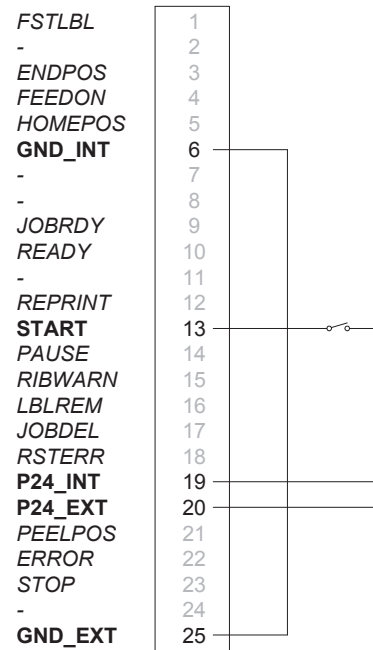 FSTLBL 1
- 2
ENDPOS 3
FEEDON 4
HOMEPOS 5
GND_INT 6
- 7
- 8
JOBRDY 9
READY 10
- 11
REPRINT 12
START 13
PAUSE 14
RIBWARN 15
LBLREM 16
JOBDEL 17
RSTERR 18
P24_INT 19
P24_EXT 20
PEELPOS 21
ERROR 22
STOP 23
- 24
GND_EXT 25